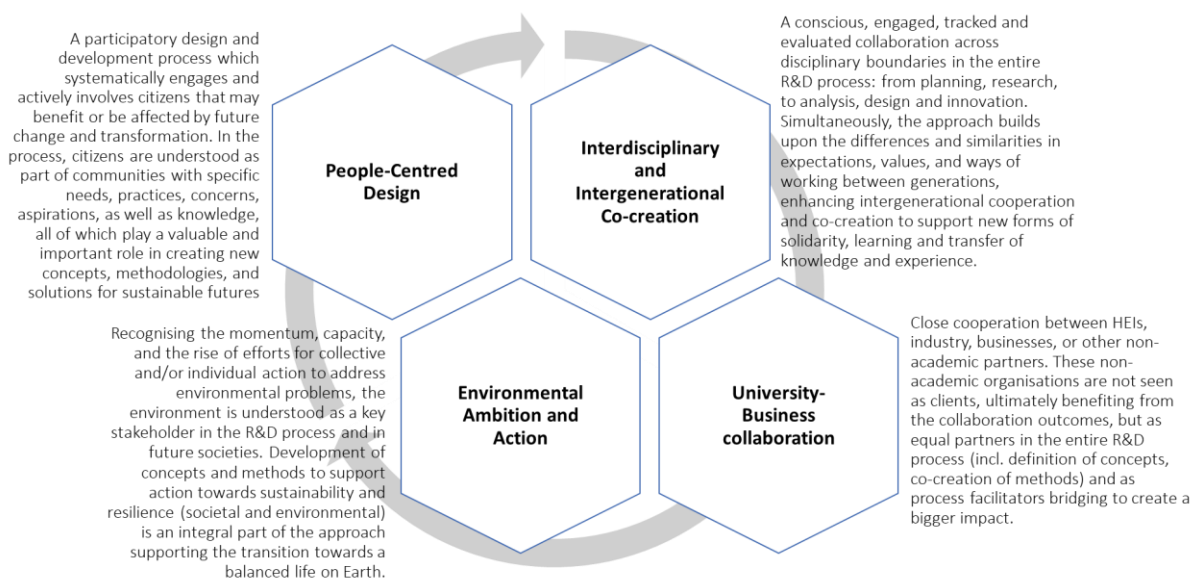 A participatory design and
development process which
systematically engages and
actively involves citizens that may
benefit or be affected by future
change and transformation. In the
process, citizens are understood as
part of communities with specific
needs, practices, concerns,
aspirations, as well as knowledge,
all of which play a valuable and
important role in creating new
concepts, methodologies, and
solutions for sustainable futures
People-Centred
Design
Interdisciplinary
and
Intergenerational
Co-creation
A conscious, engaged, tracked and
evaluated collaboration across
disciplinary boundaries in the entire
R&D process: from planning, research,
to analysis, design and innovation.
Simultaneously, the approach builds
upon the differences and similarities in
expectations, values, and ways of
working between generations,
enhancing intergenerational cooperation
and co-creation to support new forms of
solidarity, learning and transfer of
knowledge and experience.
Recognising the momentum, capacity,
and the rise of efforts for collective
and/or individual action to address
environmental problems, the
environment is understood as a key
stakeholder in the R&D process and in
future societies. Development of
concepts and methods to support
action towards sustainability and
resilience (societal and environmental)
is an integral part of the approach
supporting the transition towards a
balanced life on Earth.
Environmental
Ambition and
Action
University-
Business
collaboration
Close cooperation between HEIs,
industry, businesses, or other non-
academic partners. These non-
academic organisations are not seen
as clients, ultimately benefiting from
the collaboration outcomes, but as
equal partners in the entire R&D
process (incl. definition of concepts,
co-creation of methods) and as
process facilitators bridging to create a
bigger impact.